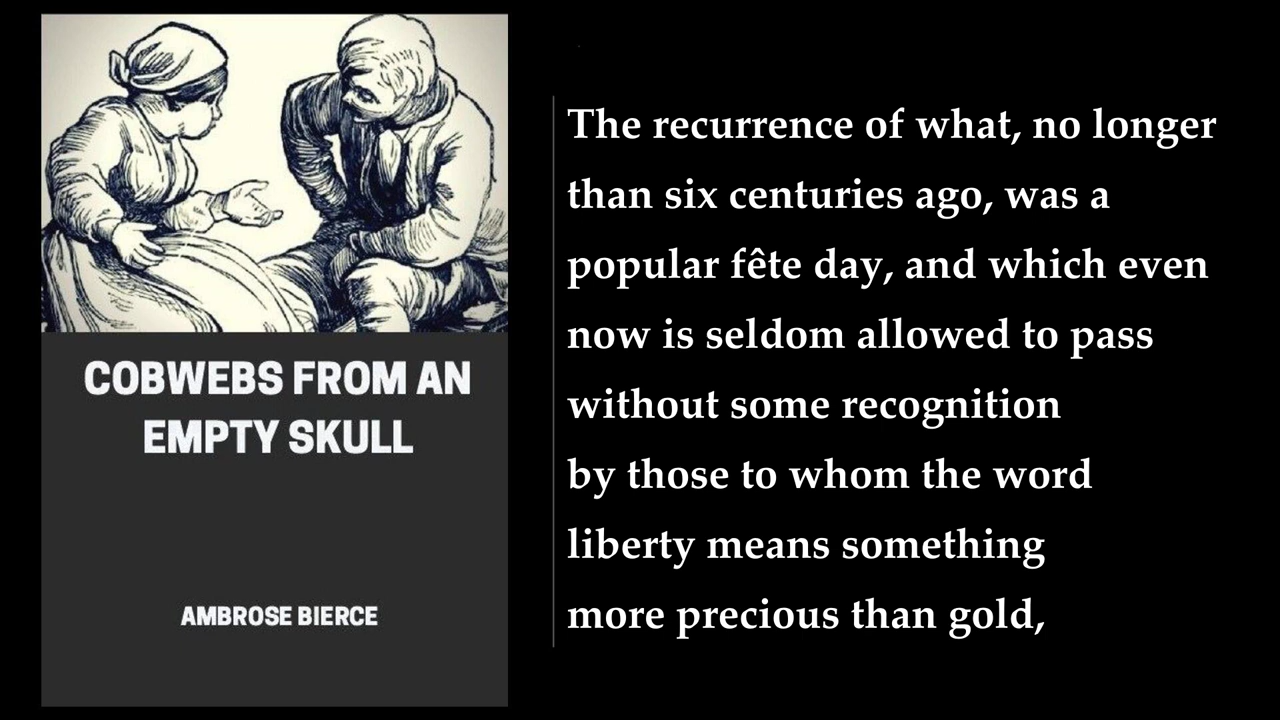 COBWEBS FROM AN
EMPTY SKULL
AMBROSE BIERCE
The recurrence of what, no longer
than six centuries ago, was a
popular fête day, and which even
now is seldom allowed to pass
without some recognition
by those to whom the word
liberty means something
more precious than gold,